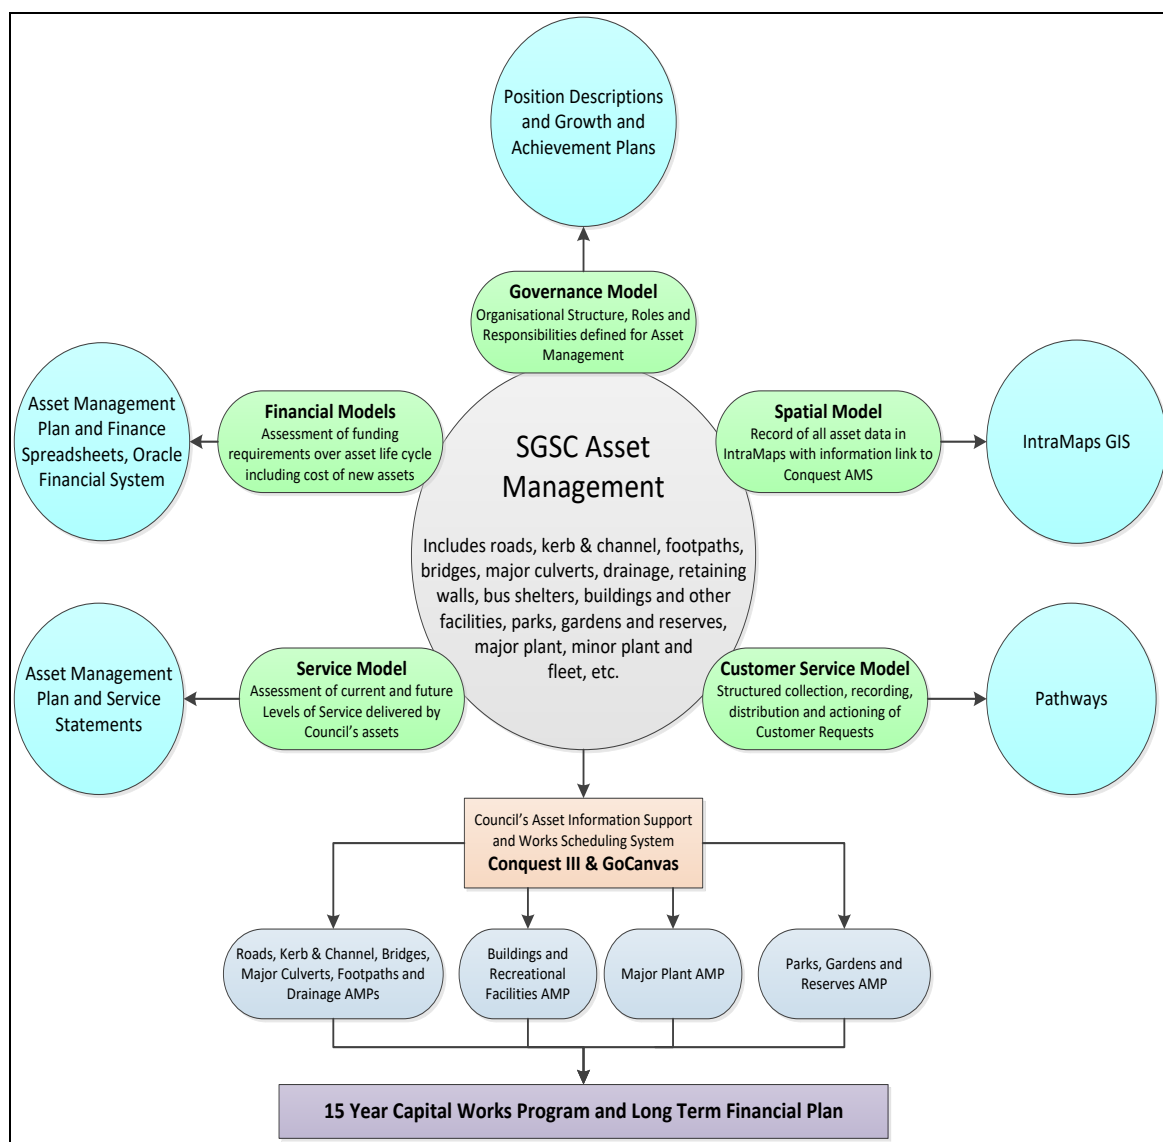 Position Descriptions
and Growth and
Achievement Plans
Governance Model
Organisational Structure, Roles and
Responsibilities defined for Asset
Management
Asset Management
Plan and Finance
Spreadsheets, Oracle
Financial System
Financial Models
Assessment of funding
requirements over asset life cycle
including cost of new assets
Spatial Model
Record of all asset data in
IntraMaps with information link to
Conquest AMS
IntraMaps GIS
SGSC Asset
Management
Includes roads, kerb & channel, footpaths,
bridges, major culverts, drainage, retaining
walls, bus shelters, buildings and other
facilities, parks, gardens and reserves,
major plant, minor plant and
fleet, etc.
Asset Management
Plan and Service
Statements
Service Model
Assessment of current and future
Levels of Service delivered by
Council’s assets
Customer Service Model
Structured collection, recording,
distribution and actioning of
Customer Requests
Pathways
Council’s Asset Information Support
and Works Scheduling System
Conquest III & GoCanvas
Roads, Kerb & Channel, Bridges,
Major Culverts, Footpaths and
Drainage AMPs
Buildings and
Recreational
Facilities AMP
Major Plant AMP
Parks, Gardens and
Reserves AMP
15 Year Capital Works Program and Long Term Financial Plan